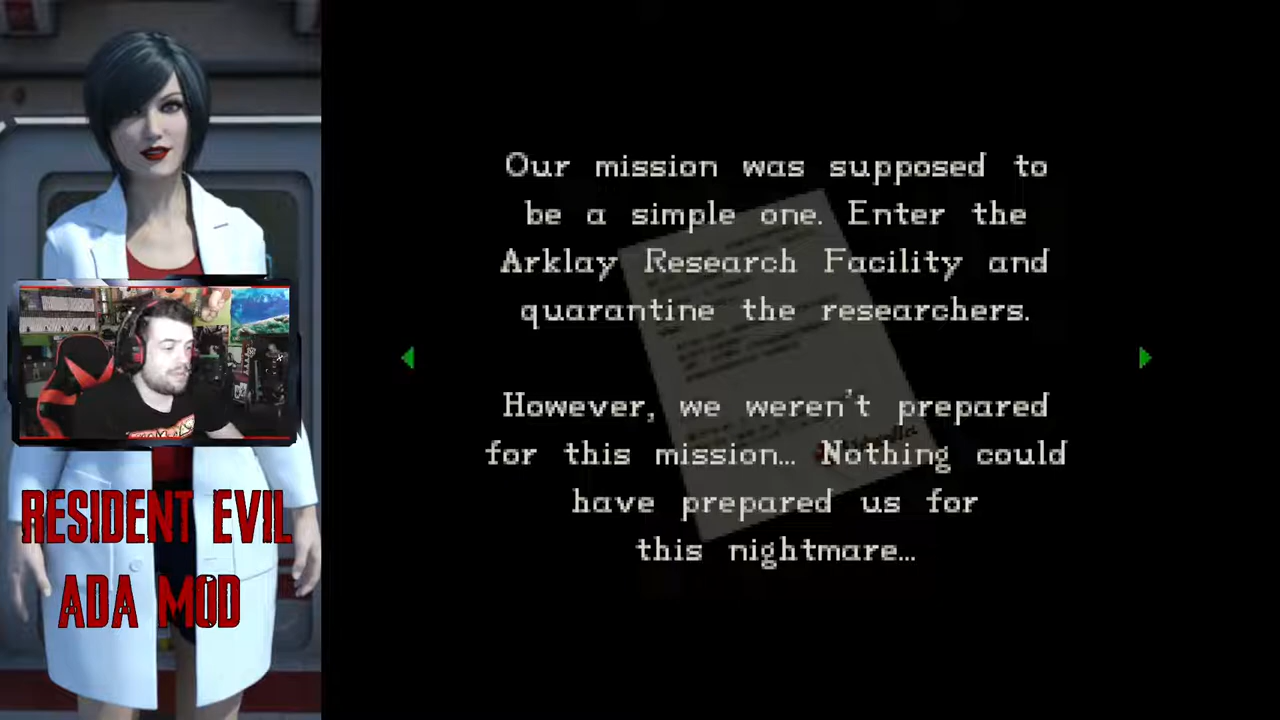 Our mission was supposed to
be a simple one. Enter the
Arklay Research Facility and
quarantine the researchers.
However, we weren't prepared
for this mission... Nothing could
have prepared us for
this nightmare...
RESIDENT EVIL
ADA MOD